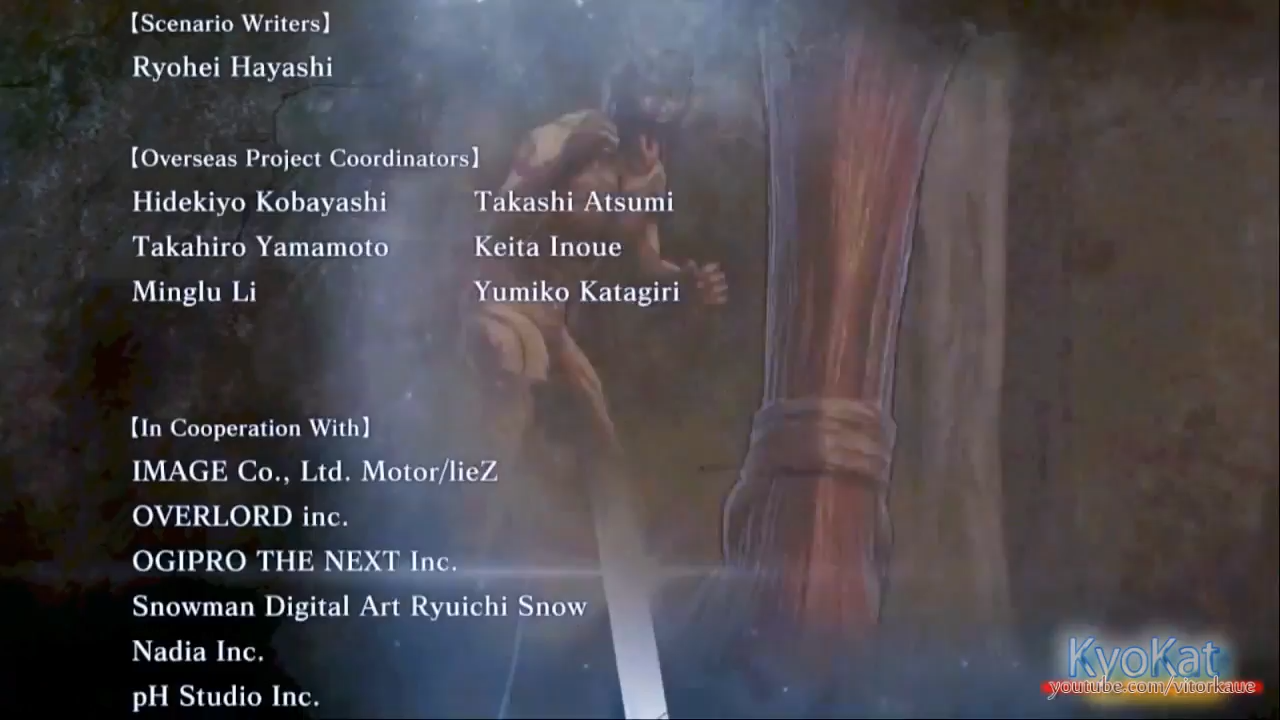 【Scenario Writers】
Ryohei Hayashi
【Overseas Project Coordinators】
Hidekiyo Kobayashi Takashi Atsumi
Takahiro Yamamoto Keita Inoue
Minglu Li Yumiko Katagiri
【In Cooperation With】
IMAGE Co., Ltd. Motor/lieZ
OVERLORD inc.
OGIPRO THE NEXT Inc.
Snowman Digital Art Ryuichi Snow
Nadia Inc.
pH Studio Inc.
KyoKat
youtube.com/vitorkaue